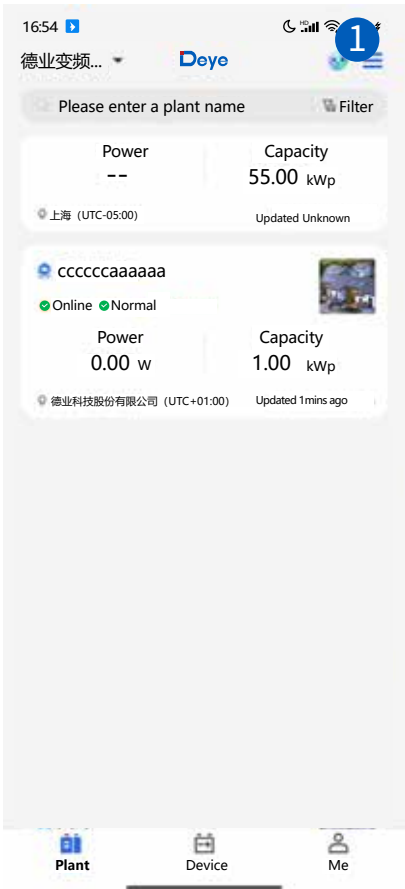 16:54
1
德业变频...
Deye
Please enter a plant name
Filter
Power
Capacity
--
55.00 kWp
上海 (UTC-05:00)
Updated Unknown
ccccccaaaaaa
Online
Normal
Power
Capacity
0.00 W
1.00 kWp
德业科技股份有限公司 (UTC+01:00)
Updated 1mins ago
Plant
Device
Me